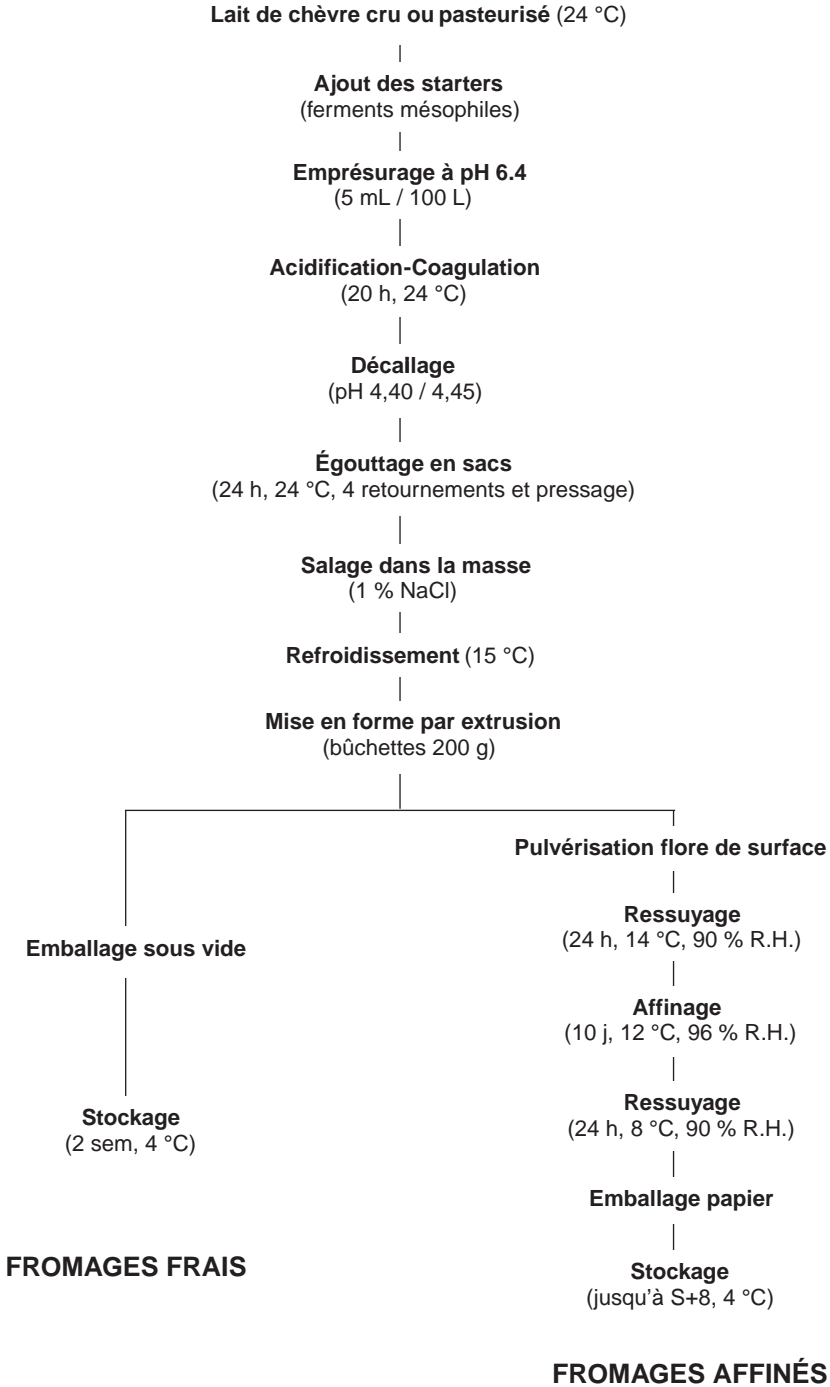 Lait de chèvre cru ou pasteurisé (24 °C)
Ajout des starters
(ferments mésophiles)
Emprésurage à pH 6.4
(5 mL / 100 L)
Acidification-Coagulation
(20 h, 24 °C)
Décallage
(pH 4,40 / 4,45)
Égouttage en sacs
(24 h, 24 °C, 4 retournements et pressage)
Salage dans la masse
(1 % NaCl)
Refroidissement (15 °C)
Mise en forme par extrusion
(bûchettes 200 g)
Emballage sous vide
Stockage
(2 sem, 4 °C)
FROMAGES FRAIS
Pulvérisation flore de surface
Ressuyage
(24 h, 14 °C, 90 % R.H.)
Affinage
(10 j, 12 °C, 96 % R.H.)
Ressuyage
(24 h, 8 °C, 90 % R.H.)
Emballage papier
Stockage
(jusqu'à S+8, 4 °C)
FROMAGES AFFINÉS